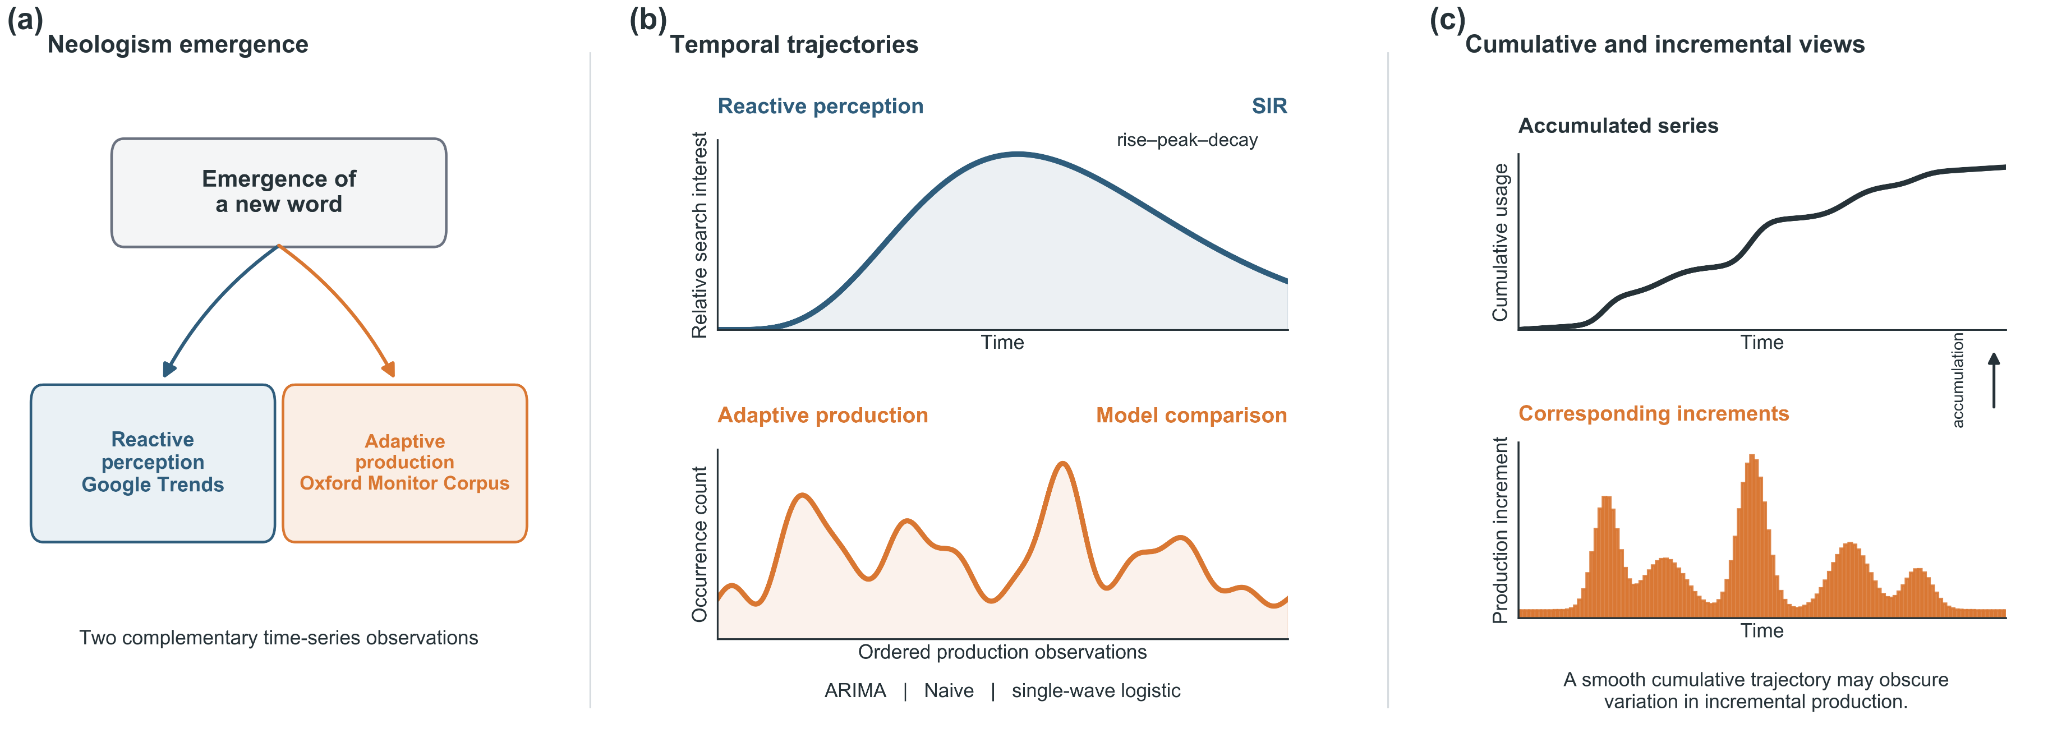 (a)
Neologism emergence
Emergence of
a new word
Reactive
perception
Google Trends
Adaptive
production
Oxford Monitor Corpus
Two complementary time-series observations
(b)
Temporal trajectories
Reactive perception
SIR
rise–peak–decay
Relative search interest
Time
Adaptive production
Model comparison
Occurrence count
Ordered production observations
ARIMA | Naive | single-wave logistic
(c)
Cumulative and incremental views
Accumulated series
Cumulative usage
Time
accumulation
Corresponding increments
Production increment
Time
A smooth cumulative trajectory may obscure
variation in incremental production.